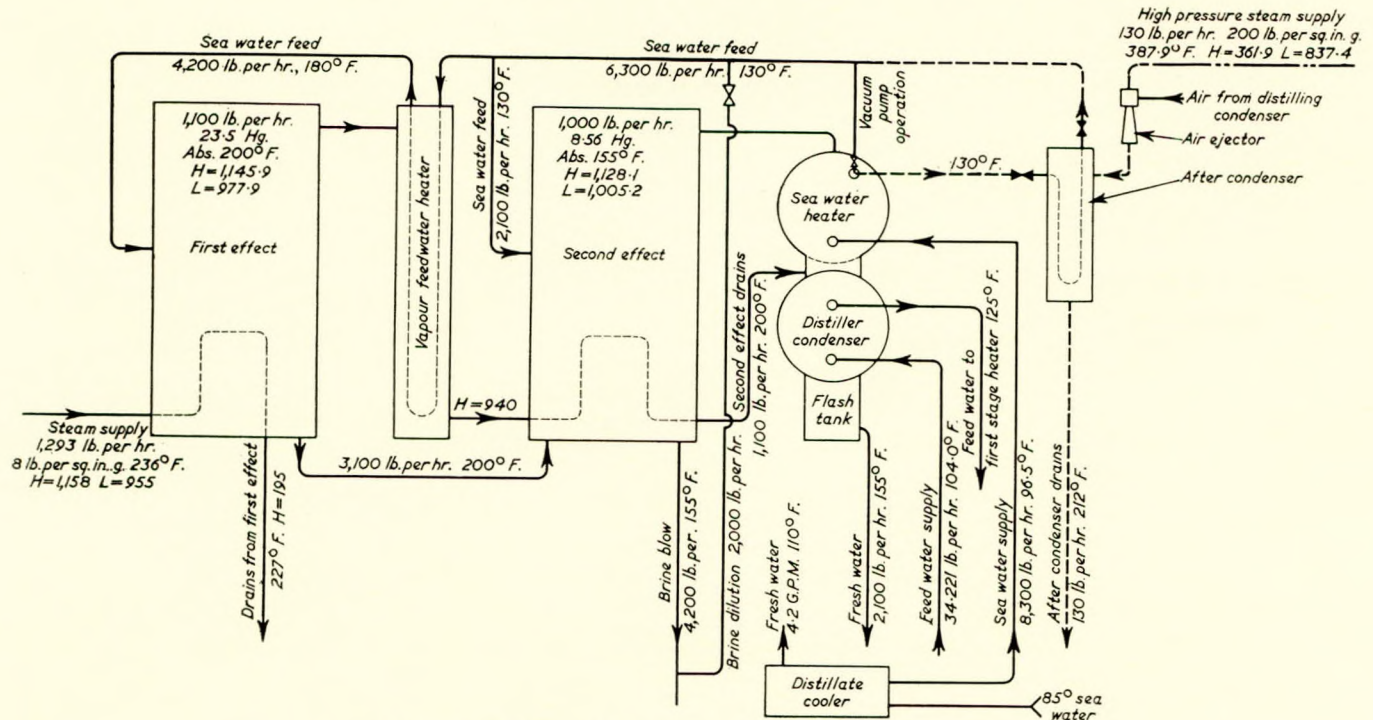 High pressure steam supply
130 lb. per hr. 200 lb. per sq. in. g.
387·9° F. H=361·9 L=837·4
Sea water feed
4,200 lb. per hr., 180° F.
Sea water feed
6,300 lb. per hr. 130° F.
Air from distilling
condenser
Air ejector
After condenser
1,100 lb. per hr.
23·5 Hg.
Abs. 200° F.
H=1,145·9
L=977·9
First effect
Vapour feedwater heater
Sea water feed
2,100 lb. per hr. 130° F.
1,000 lb. per hr.
8·56 Hg.
Abs. 155° F.
H=1,128·1
L=1,005·2
Second effect
Vacuum
pump
operation
·130° F.
Sea water
heater
Distiller
condenser
Flash
tank
Second effect drains
1,100 lb. per hr. 200° F.
H=940
Steam supply
1,293 lb. per hr.
8 lb. per sq. in. g. 236° F.
H=1,158 L=955
3,100 lb. per hr. 200° F.
Drains from first effect
227° F. H=195
Brine blow
4,200 lb. per. 155° F.
Brine dilution 2,000 lb. per hr.
Fresh water
4·2 G.P.M. 110° F.
Fresh water
2,100 lb. per hr. 155° F.
Feed water supply
34·221 lb. per hr. 104·0° F.
Feed water to
first stage heater 125° F.
Sea water supply
8,300 lb. per hr. 96·5° F.
After condenser drains
130 lb. per hr. 212° F.
Distillate
cooler
85° sea
water